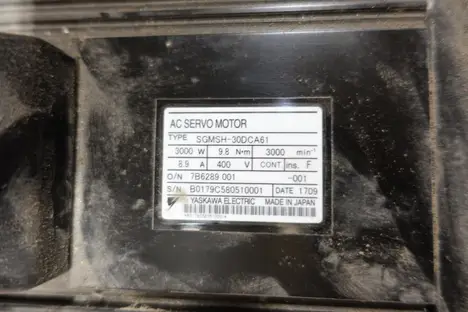 AC SERVO MOTOR
TYPE SGMSH-30DCA61
3000 W 9.8 N·m 3000 min⁻¹
8.9 A 400 V CONT ins. F
O/N 7B6289 001 -001
S/N B0179C580510001 DATE 1709
YASKAWA ELECTRIC MADE IN JAPAN